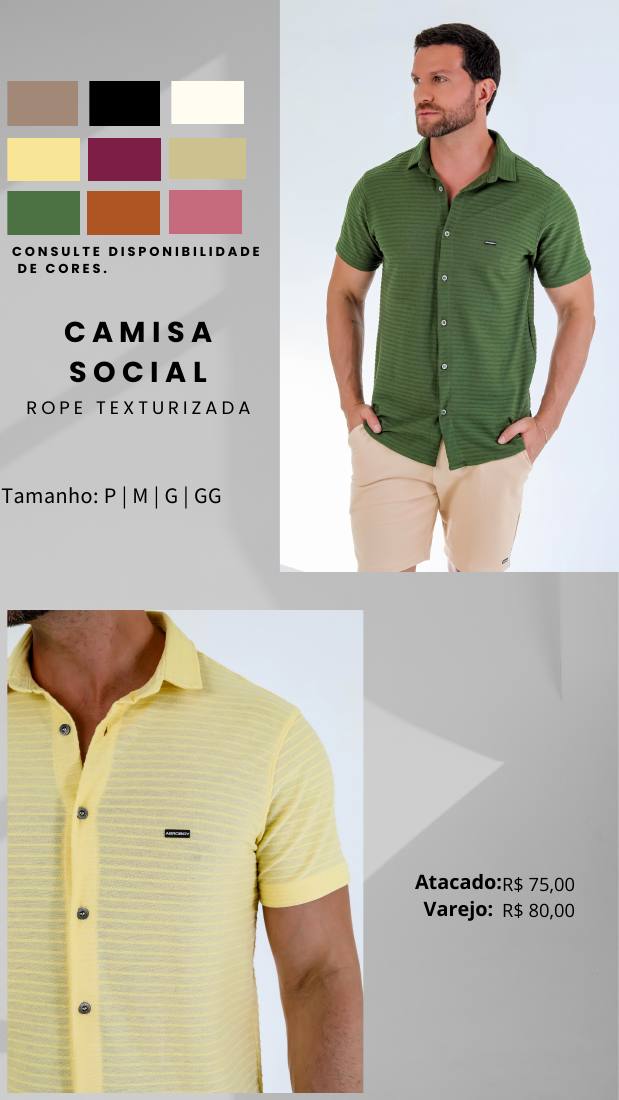 CONSULTE DISPONIBILIDADE
DE CORES.
CAMISA
SOCIAL
ROPE TEXTURIZADA
Tamanho: P | M | G | GG
Atacado:R$ 75,00
Varejo: R$ 80,00